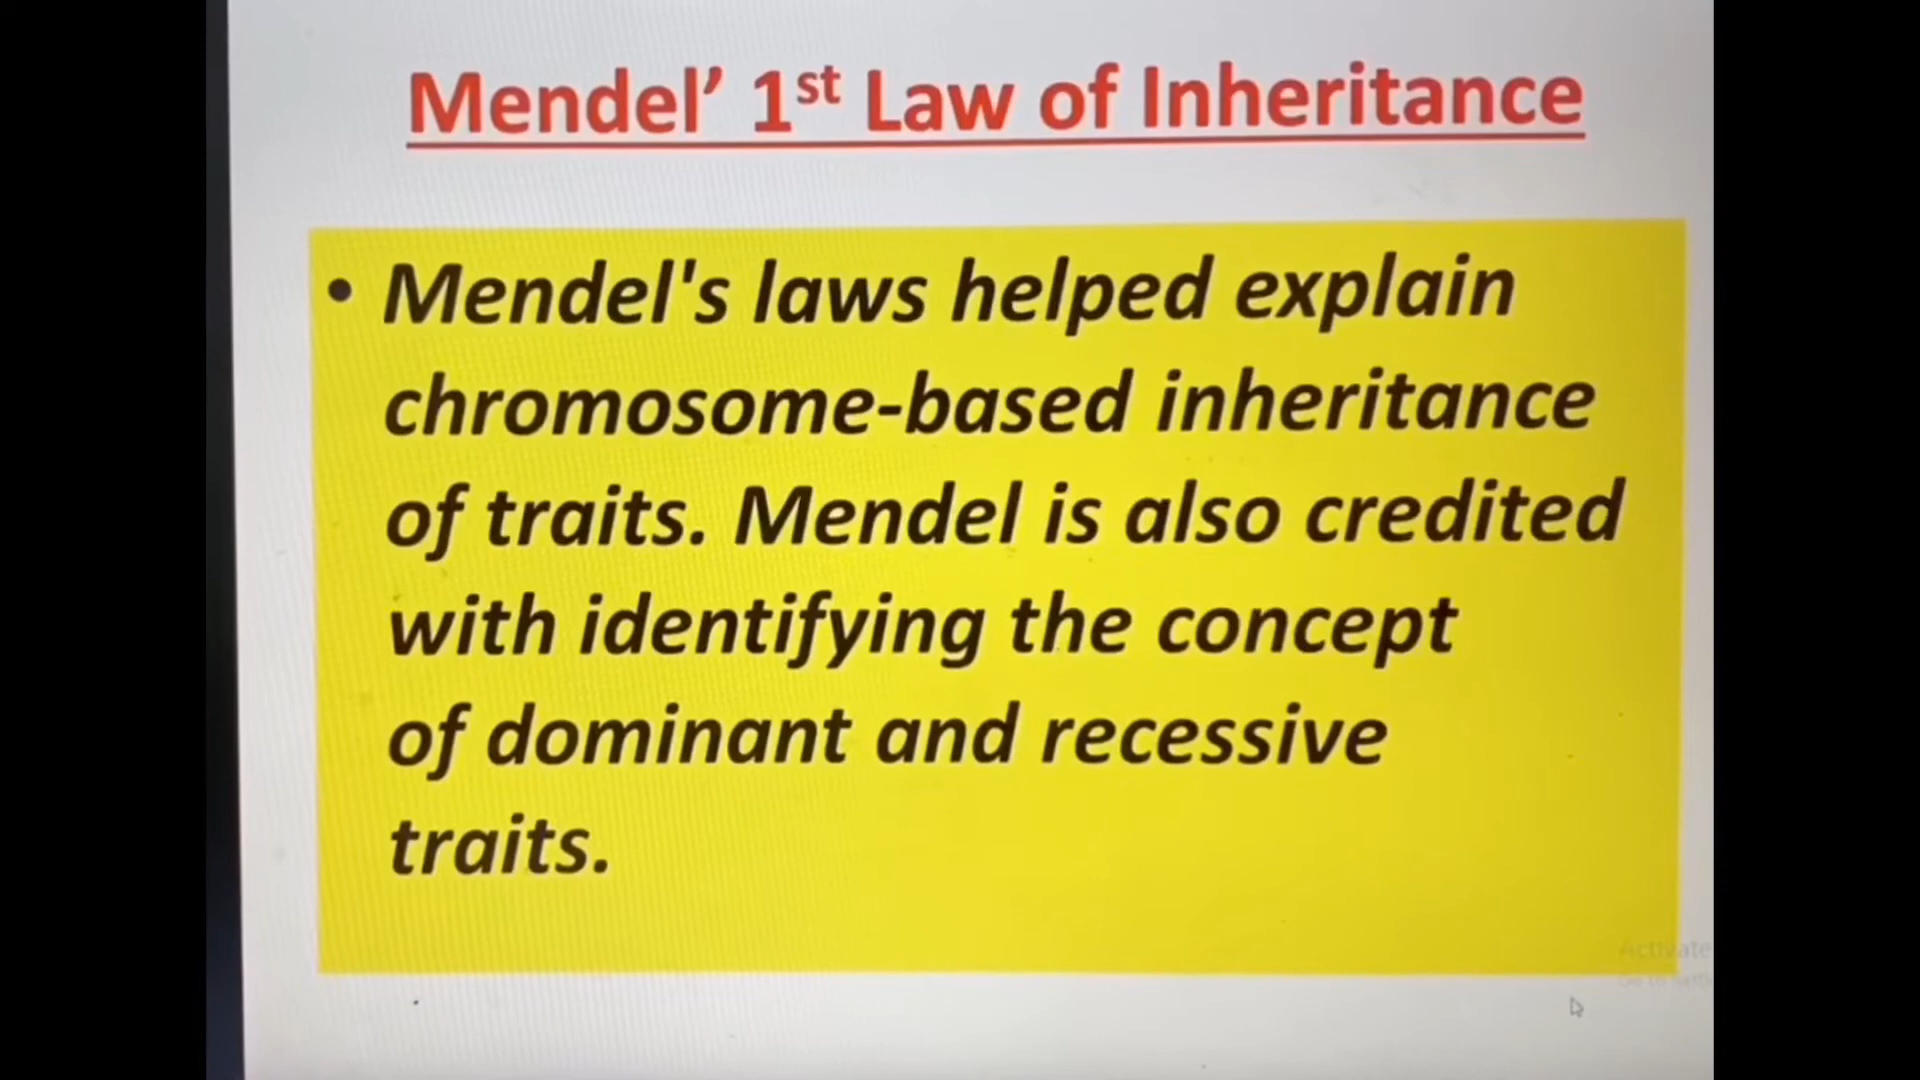 Mendel’ 1st Law of Inheritance
• Mendel's laws helped explain
chromosome-based inheritance
of traits. Mendel is also credited
with identifying the concept
of dominant and recessive
traits.
Activate